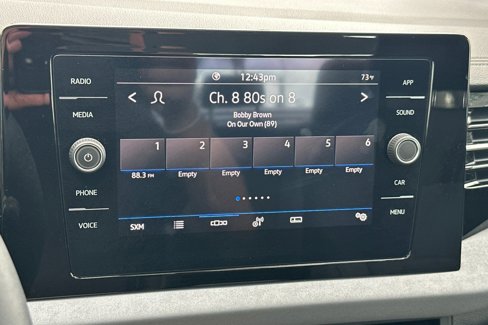 RADIO
MEDIA
PHONE
VOICE
12:43pm
73°F
Ch. 8 80s on 8
Bobby Brown
On Our Own (89)
1 2 3 4 5 6
88.3 FM Empty Empty Empty Empty Empty
SXM
APP
SOUND
CAR
MENU